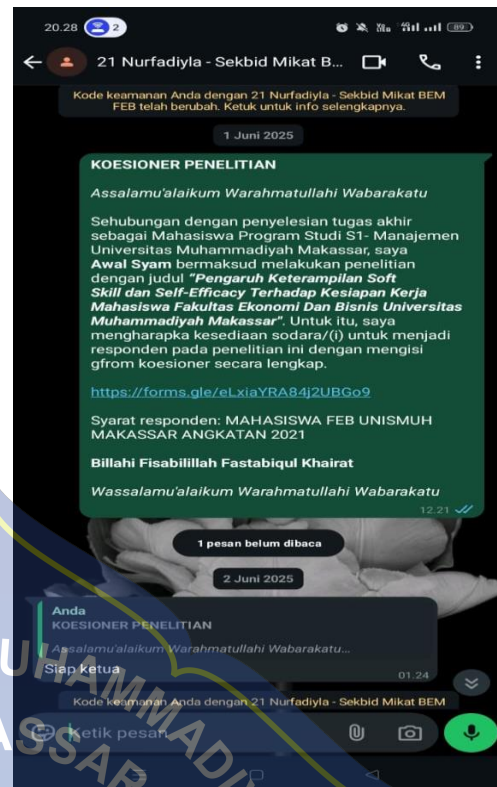 20.28 2 89
21 Nurfadiyla - Sekbid Mikat B...
Kode keamanan Anda dengan 21 Nurfadiyla - Sekbid Mikat BEM
FEB telah berubah. Ketuk untuk info selengkapnya.
1 Juni 2025
KOESIONER PENELITIAN
Assalamu'alaikum Warahmatullahi Wabarakatu
Sehubungan dengan penyelesian tugas akhir
sebagai Mahasiswa Program Studi S1- Manajemen
Universitas Muhammadiyah Makassar, saya
Awal Syam bermaksud melakukan penelitian
dengan judul "Pengaruh Keterampilan Soft
Skill dan Self-Efficacy Terhadap Kesiapan Kerja
Mahasiswa Fakultas Ekonomi Dan Bisnis Universitas
Muhammadiyah Makassar". Untuk itu, saya
mengharapka kesediaan sodara/(i) untuk menjadi
responden pada penelitian ini dengan mengisi
gfrom koesioner secara lengkap.
https://forms.gle/eLxiaYRA84j2UBGo9
Syarat responden: MAHASISWA FEB UNISMUH
MAKASSAR ANGKATAN 2021
Billahi Fisabilillah Fastabiqul Khairat
Wassalamu'alaikum Warahmatullahi Wabarakatu
12.21
1 pesan belum dibaca
2 Juni 2025
Anda
KOESIONER PENELITIAN
Assalamu'alaikum Warahmatullahi Wabarakatu...
Siap ketua
01.24
Kode keamanan Anda dengan 21 Nurfadiyla - Sekbid Mikat BEM
Ketik pesan